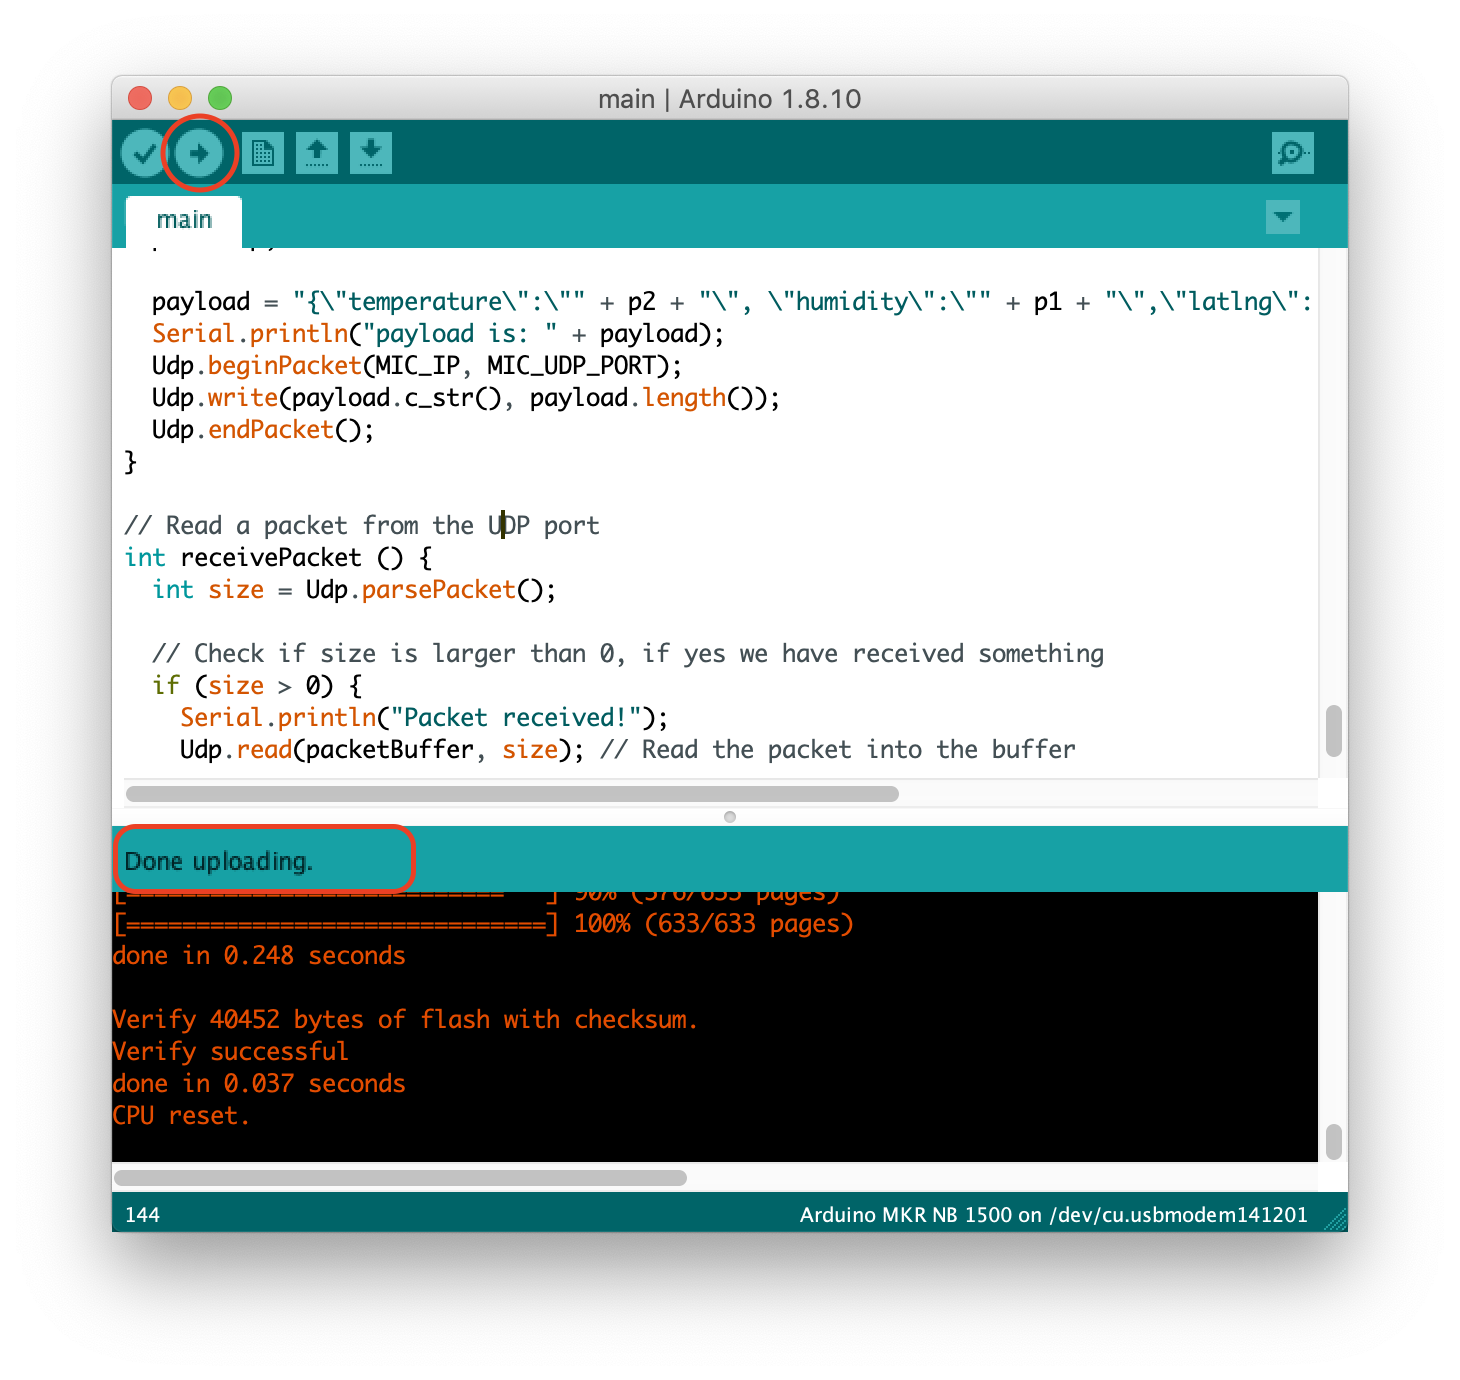 main | Arduino 1.8.10
main
payload = "{\"temperature\":\"" + p2 + "\", \"humidity\":\"" + p1 + "\",\"latlng\":
Serial.println("payload is: " + payload);
Udp.beginPacket(MIC_IP, MIC_UDP_PORT);
Udp.write(payload.c_str(), payload.length());
Udp.endPacket();
}
// Read a packet from the UDP port
int receivePacket () {
int size = Udp.parsePacket();
// Check if size is larger than 0, if yes we have received something
if (size > 0) {
Serial.println("Packet received!");
Udp.read(packetBuffer, size); // Read the packet into the buffer
Done uploading.
[===========================   ] 90% (576/633 pages)
[==============================] 100% (633/633 pages)
done in 0.248 seconds
Verify 40452 bytes of flash with checksum.
Verify successful
done in 0.037 seconds
CPU reset.
144
Arduino MKR NB 1500 on /dev/cu.usbmodem141201